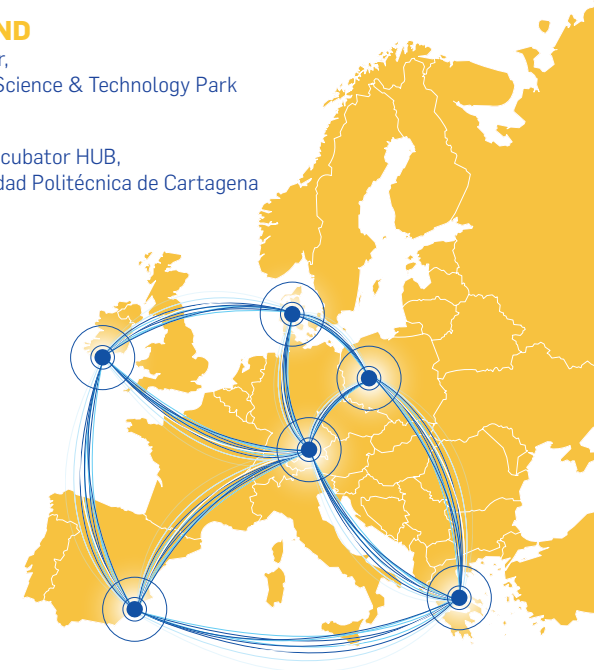 ND
r,
Science & Technology Park
cubator HUB,
dad Politécnica de Cartagena